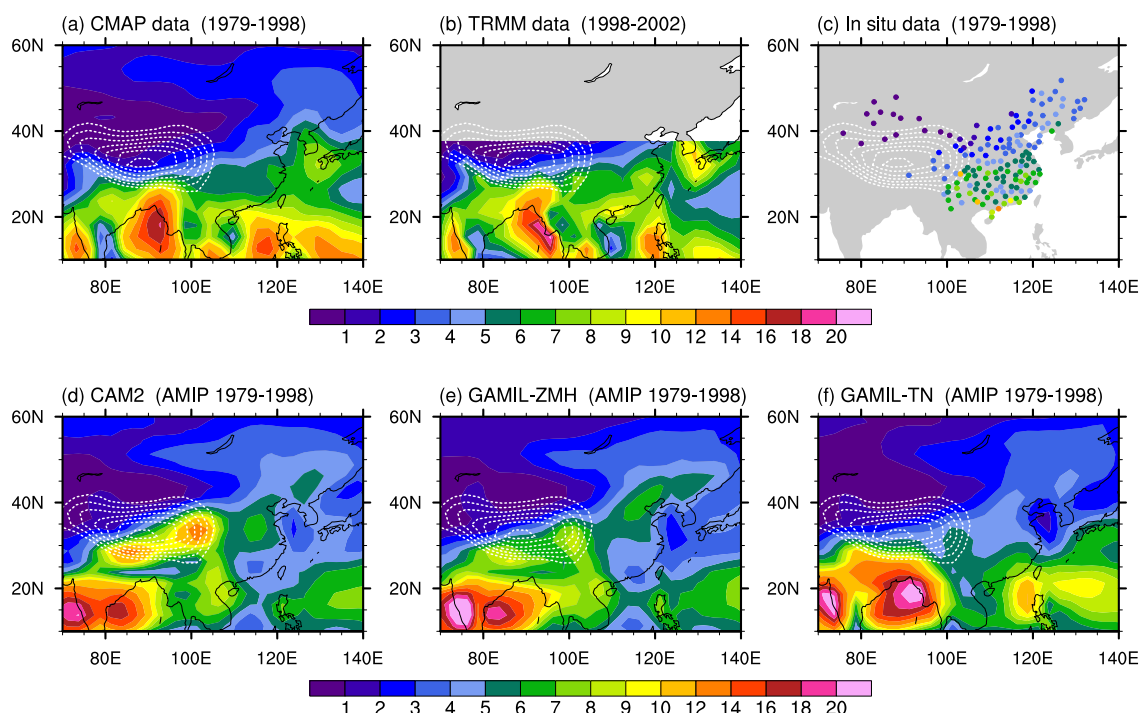 (a) CMAP data (1979-1998)
(b) TRMM data (1998-2002)
(c) In situ data (1979-1998)
60N
40N
20N
80E 100E 120E 140E
60N
40N
20N
80E 100E 120E 140E
60N
40N
20N
80E 100E 120E 140E
1 2 3 4 5 6 7 8 9 10 12 14 16 18 20
(d) CAM2 (AMIP 1979-1998)
(e) GAMIL-ZMH (AMIP 1979-1998)
(f) GAMIL-TN (AMIP 1979-1998)
60N
40N
20N
80E 100E 120E 140E
60N
40N
20N
80E 100E 120E 140E
60N
40N
20N
80E 100E 120E 140E
1 2 3 4 5 6 7 8 9 10 12 14 16 18 20